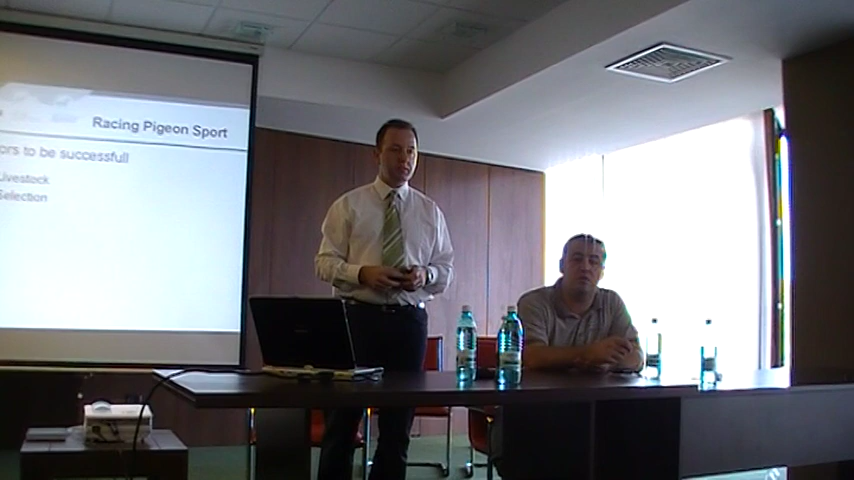 Racing Pigeon Sport
ors to be successfull
Livestock
Selection